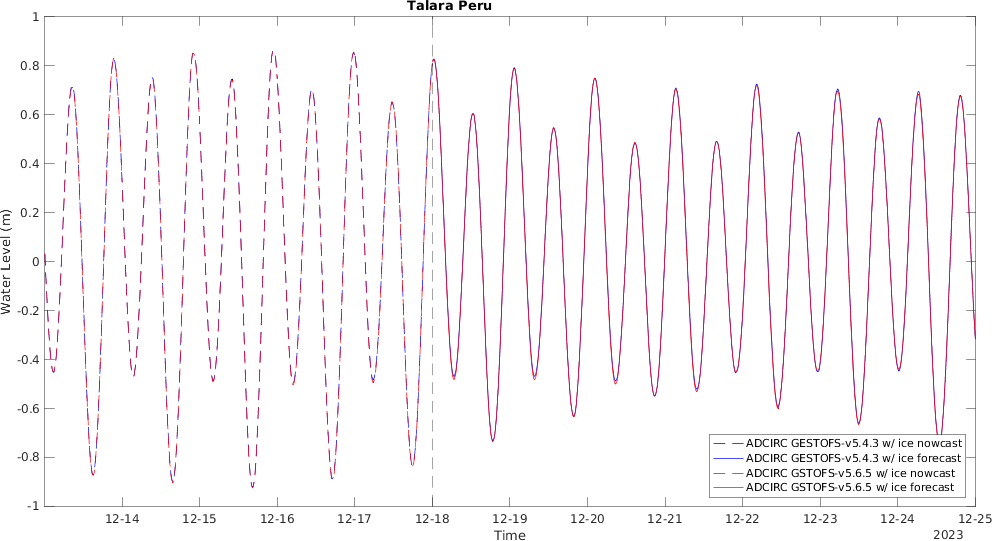 Talara Peru
1
0.8
0.6
0.4
0.2
0
-0.2
-0.4
-0.6
-0.8
-1
Water Level (m)
ADCIRC GESTOFS-v5.4.3 w/ ice nowcast
ADCIRC GESTOFS-v5.4.3 w/ ice forecast
ADCIRC GSTOFS-v5.6.5 w/ ice nowcast
ADCIRC GSTOFS-v5.6.5 w/ ice forecast
12-14 12-15 12-16 12-17 12-18 12-19 12-20 12-21 12-22 12-23 12-24 12-25
Time
2023